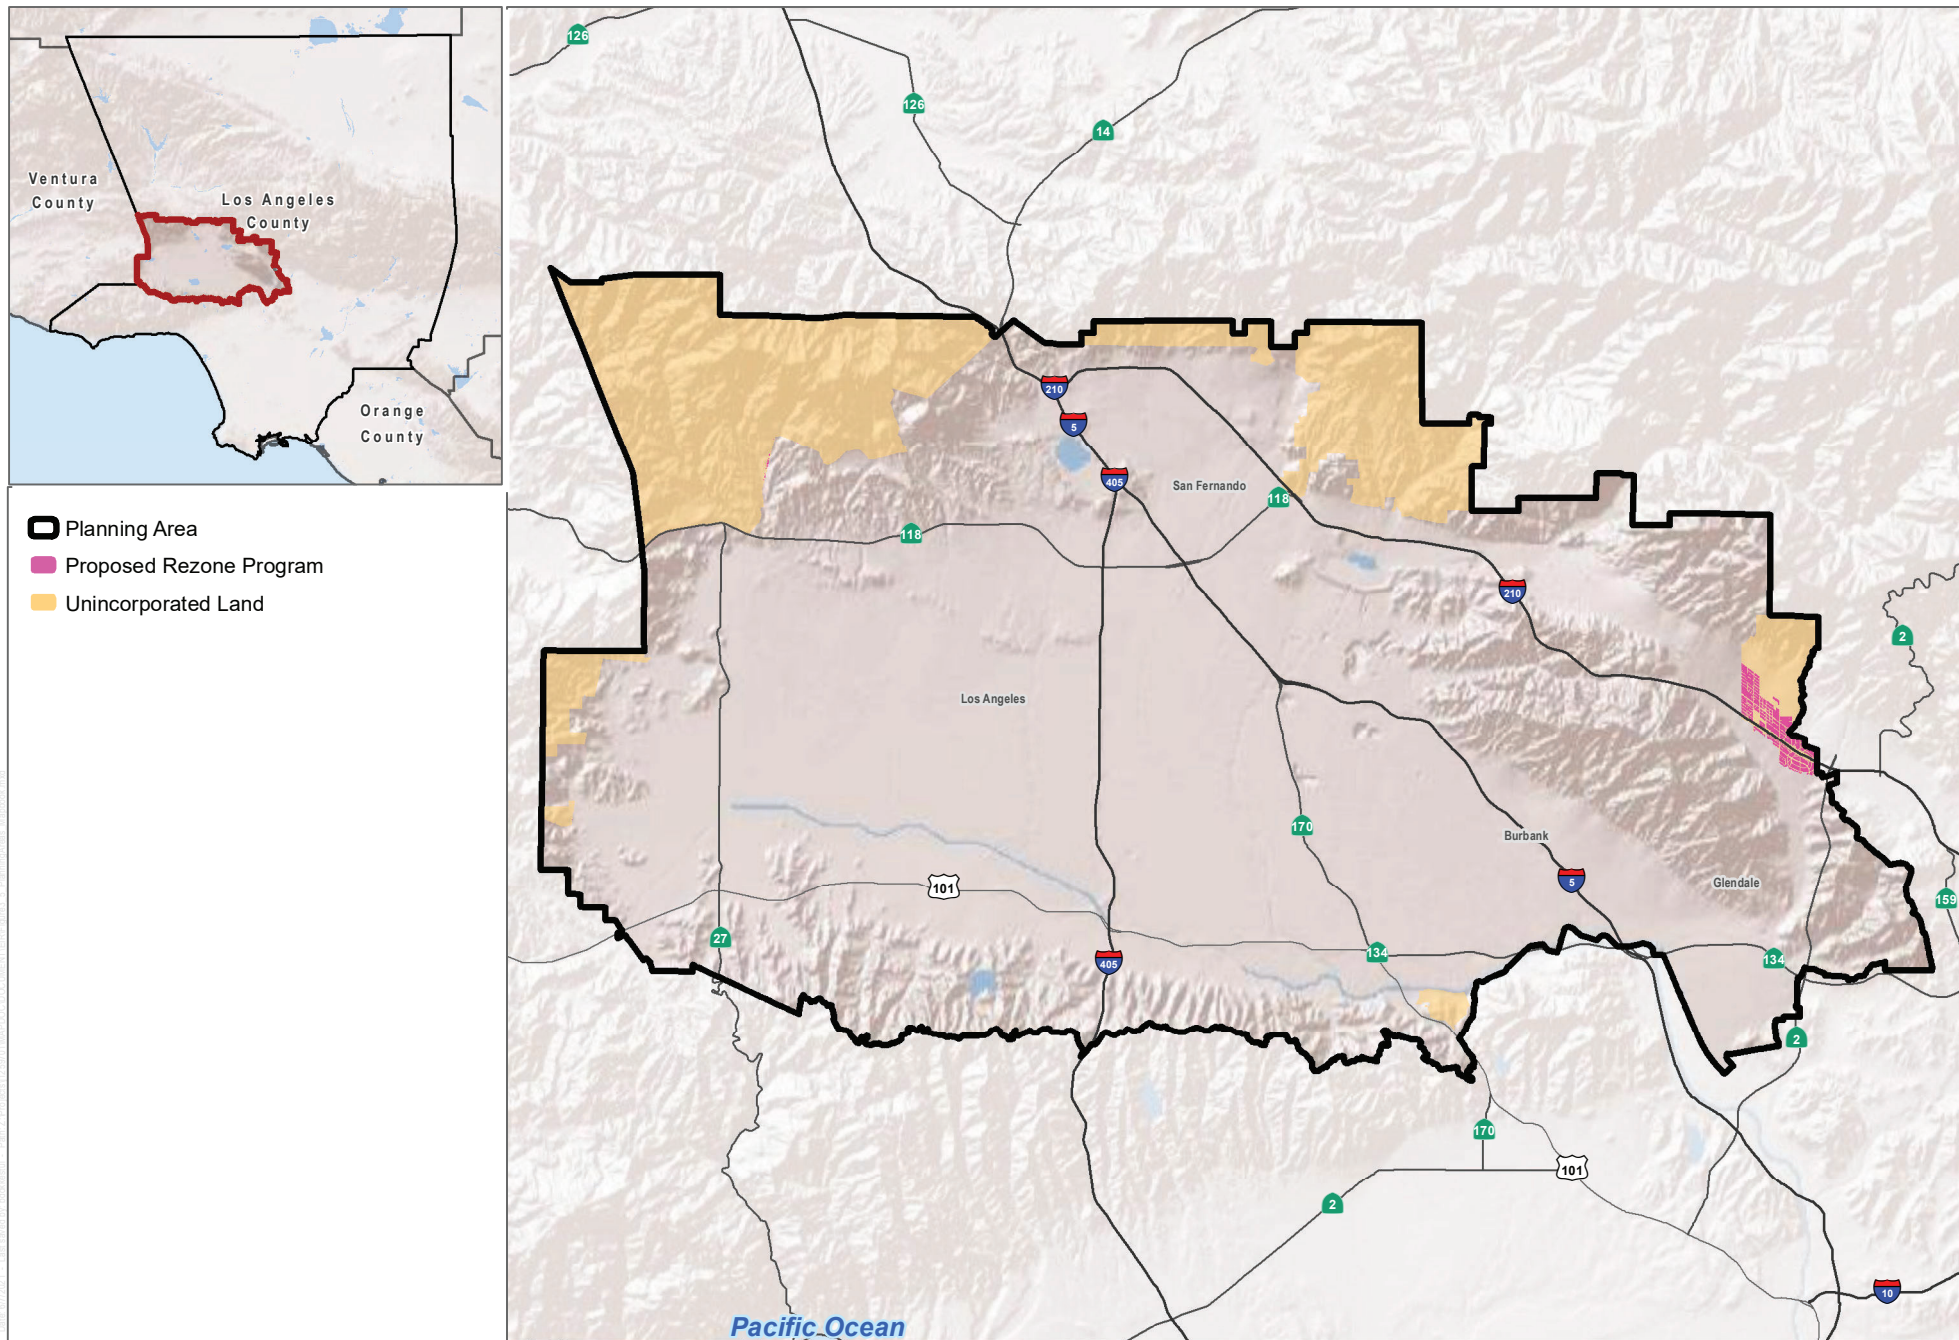 Ventura
County
Los Angeles
County
Orange
County
Planning Area
Proposed Rezone Program
Unincorporated Land
126
126
14
210
5
405
San Fernando
118
118
210
2
Los Angeles
170
Burbank
101
5
Glendale
159
27
405
134
134
2
170
101
2
10
Pacific Ocean